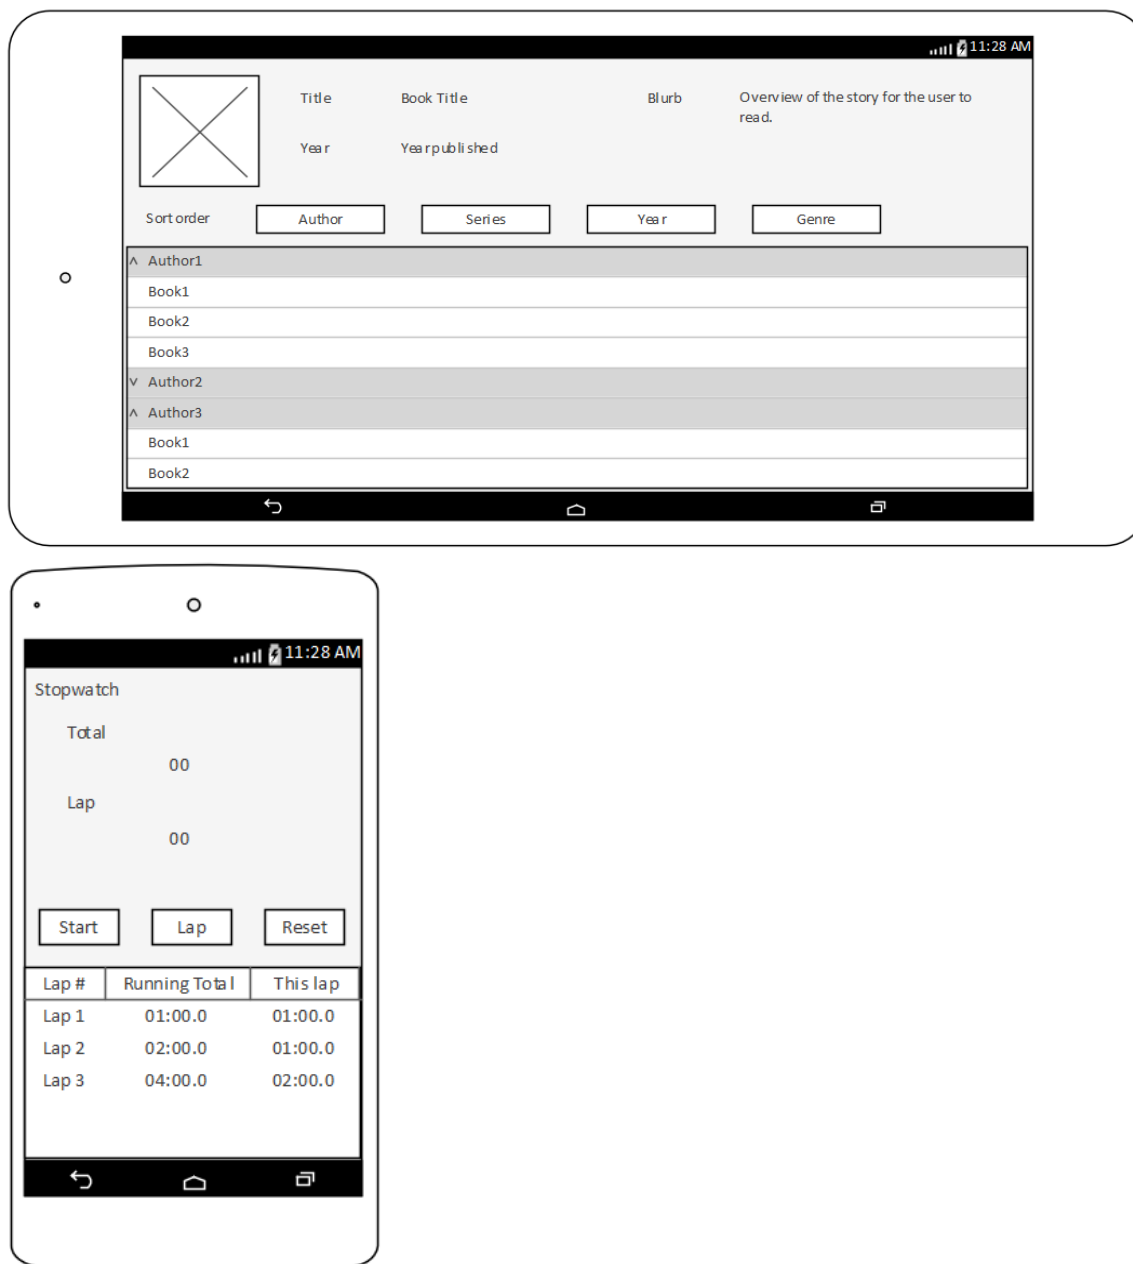 11:28 AM
Title Book Title Blurb Overview of the story for the user to
read.
Year Year published
Sort order Author Series Year Genre
Author1
Book1
Book2
Book3
Author2
Author3
Book1
Book2
11:28 AM
Stopwatch
Total
00
Lap
00
Start Lap Reset
Lap # Running Total This lap
Lap 1 01:00.0 01:00.0
Lap 2 02:00.0 01:00.0
Lap 3 04:00.0 02:00.0